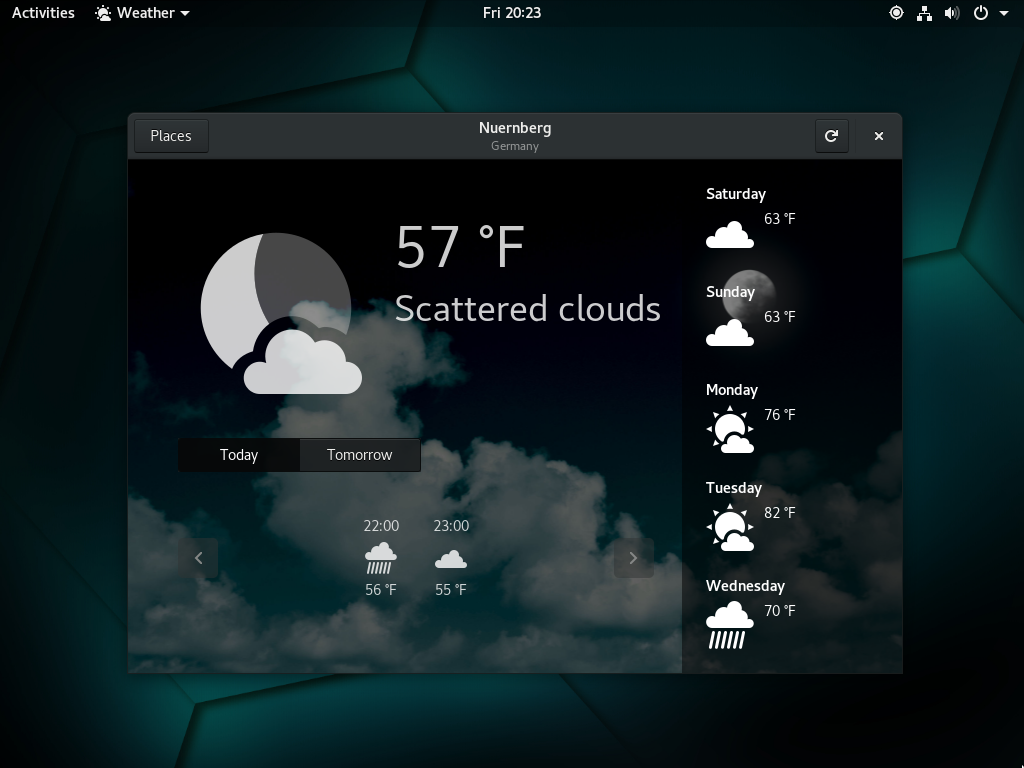 Activities Weather Fri 20:23
Places Nuernberg
Germany
57 °F
Scattered clouds
Today Tomorrow
22:00 23:00
56 °F 55 °F
Saturday
63 °F
Sunday
63 °F
Monday
76 °F
Tuesday
82 °F
Wednesday
70 °F